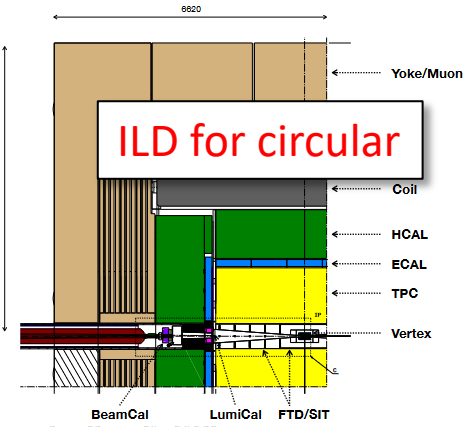 6620
Yoke/Muon
ILD for circular
Coil
HCAL
ECAL
TPC
IP
Vertex
C
BeamCal
LumiCal
FTD/SIT